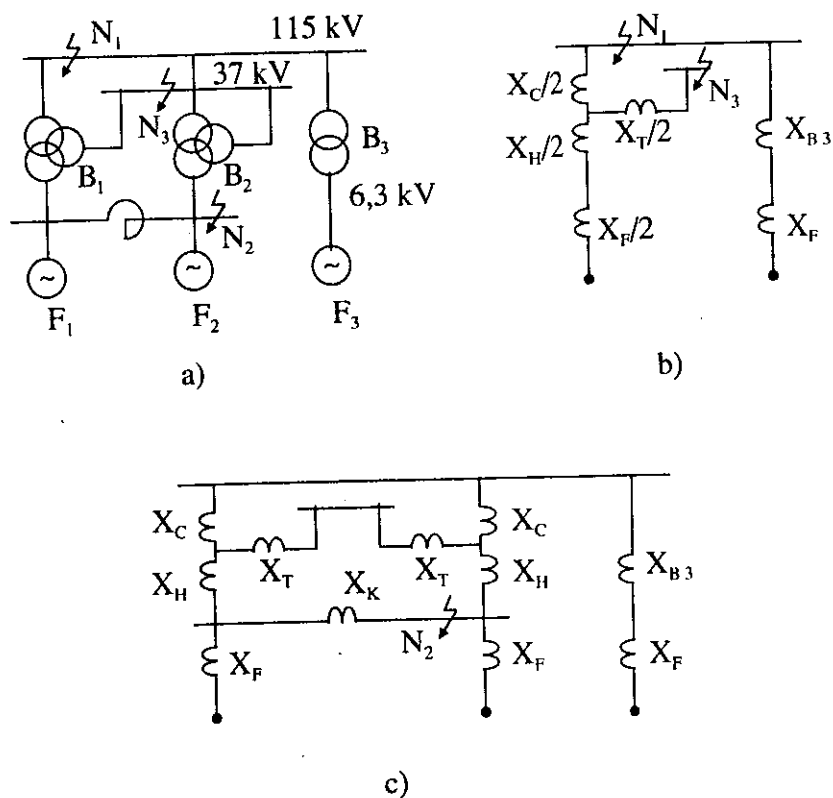 N₁
115 kV
37 kV
N₃
B₁
B₂
B₃
6,3 kV
N₂
~
~
~
F₁
F₂
F₃
a)
N₁
X_C/2
N₃
X_T/2
X_H/2
X_B3
X_F/2
X_F
b)
X_C
X_C
X_T
X_T
X_H
X_K
X_H
X_B3
N₂
X_F
X_F
X_F
c)